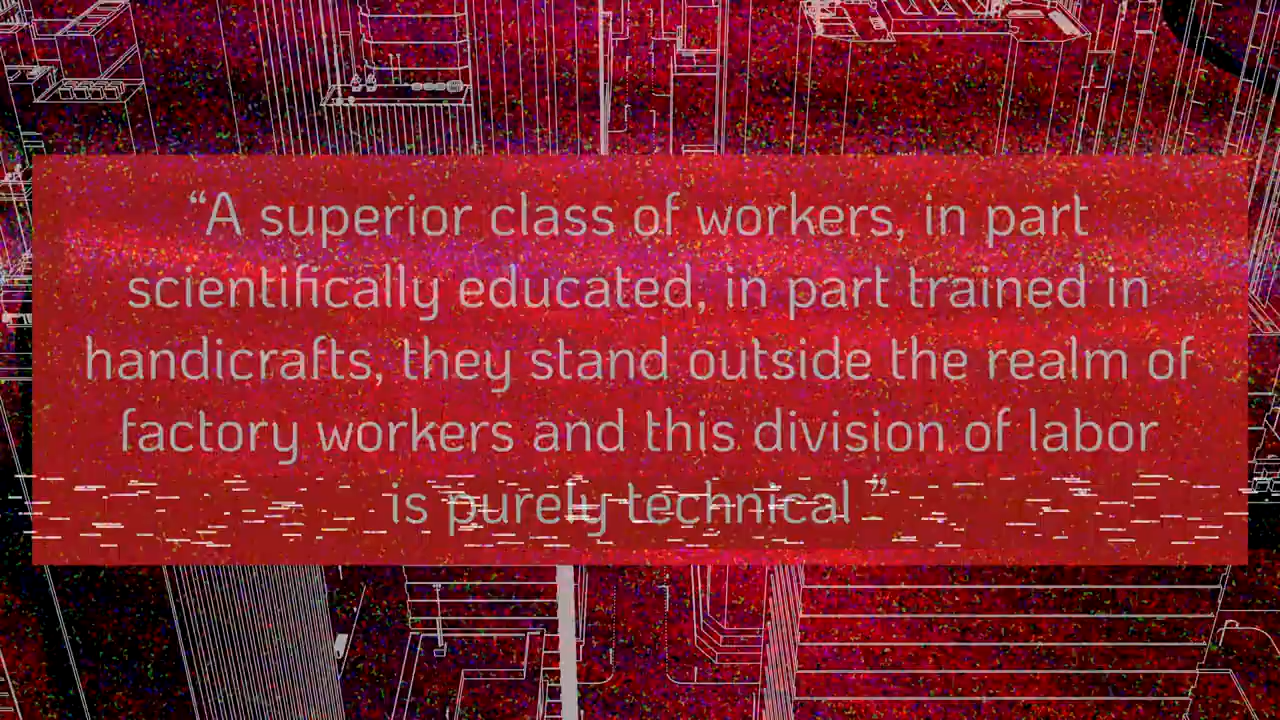 “A superior class of workers, in part
scientifically educated, in part trained in
handicrafts, they stand outside the realm of
factory workers and this division of labor
is purely technical ”